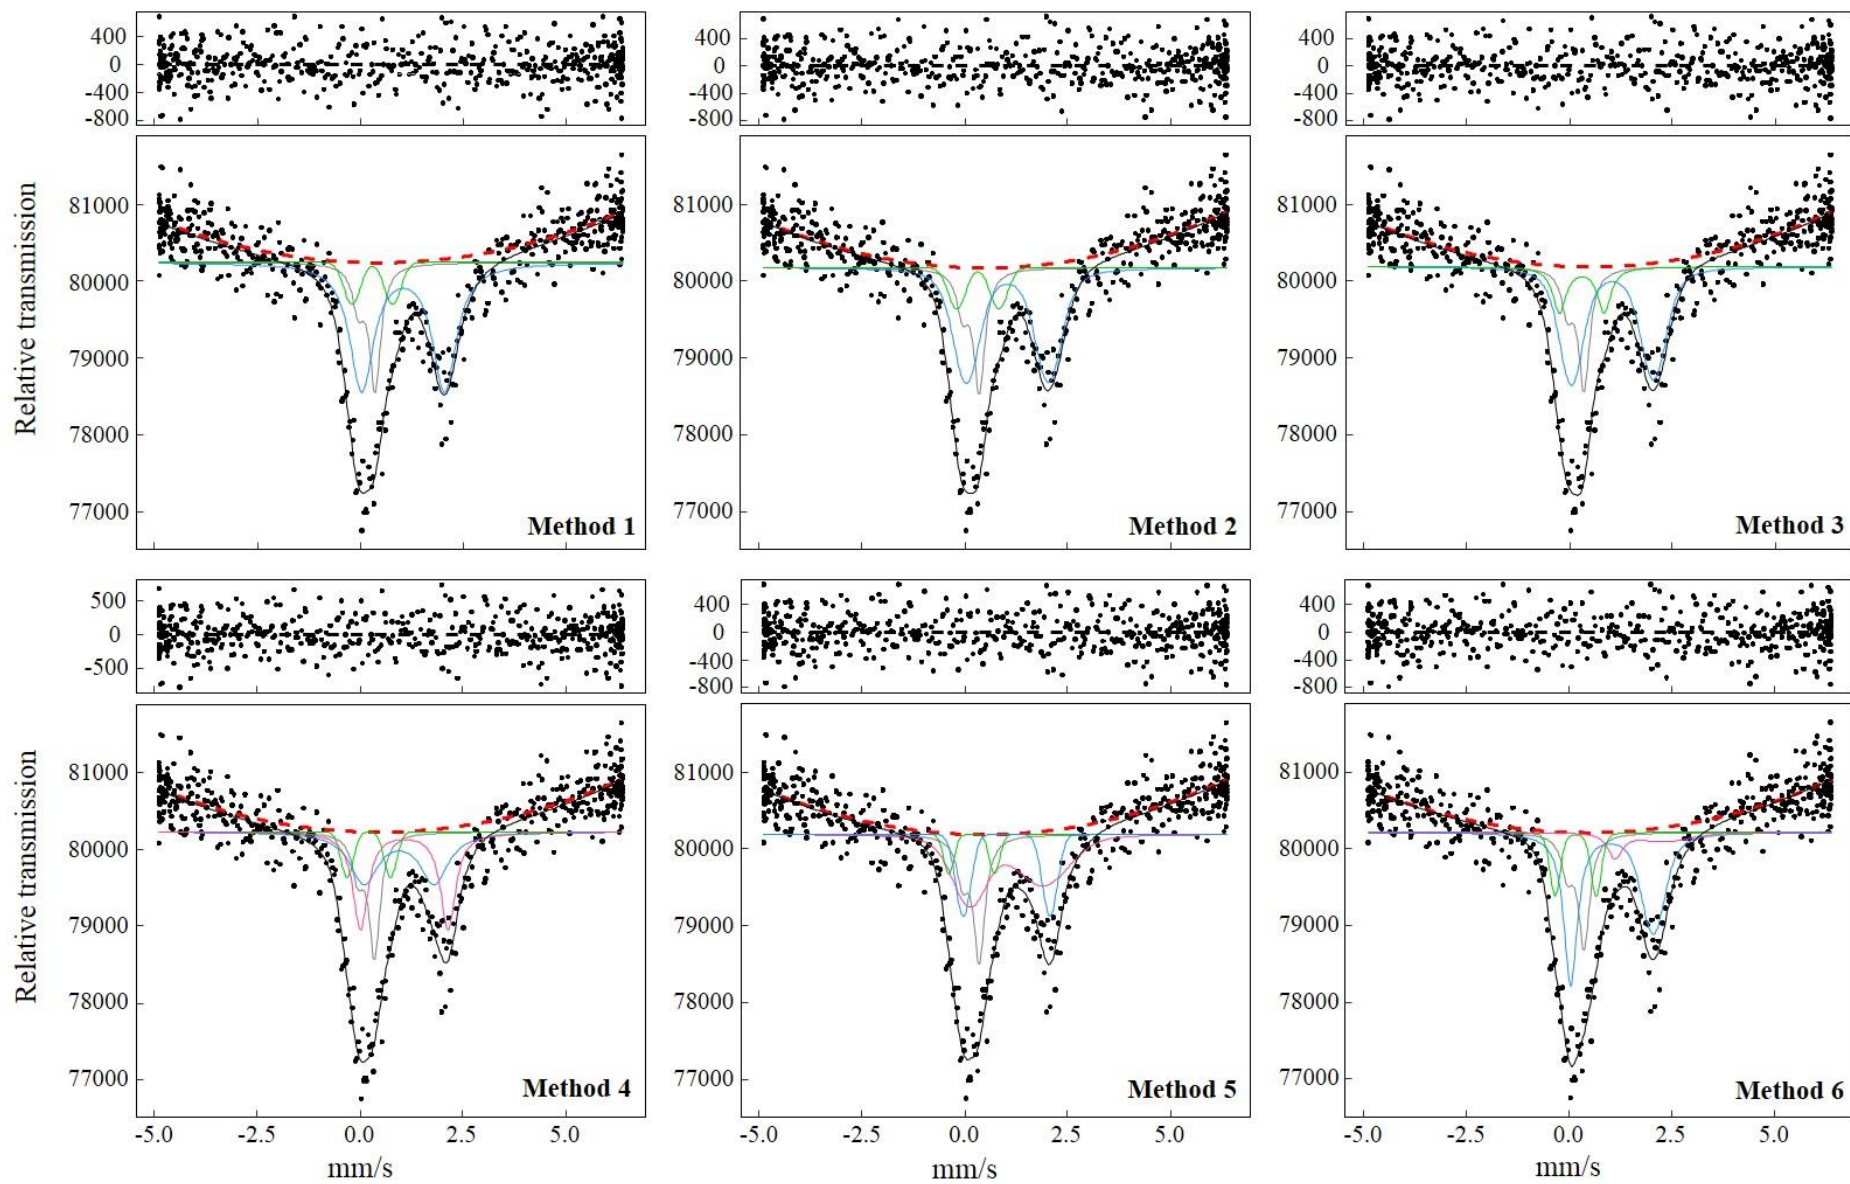 400 400 400
0 0 0
-400 -400 -400
-800 -800 -800
Relative transmission
81000 81000 81000
80000 80000 80000
79000 79000 79000
78000 78000 78000
77000 77000 77000
Method 1 Method 2 Method 3
500 400 400
0 0 0
-500 -400 -400
-800 -800
Relative transmission
81000 81000 81000
80000 80000 80000
79000 79000 79000
78000 78000 78000
77000 77000 77000
Method 4 Method 5 Method 6
-5.0 -2.5 0.0 2.5 5.0 -5.0 -2.5 0.0 2.5 5.0 -5.0 -2.5 0.0 2.5 5.0
mm/s mm/s mm/s